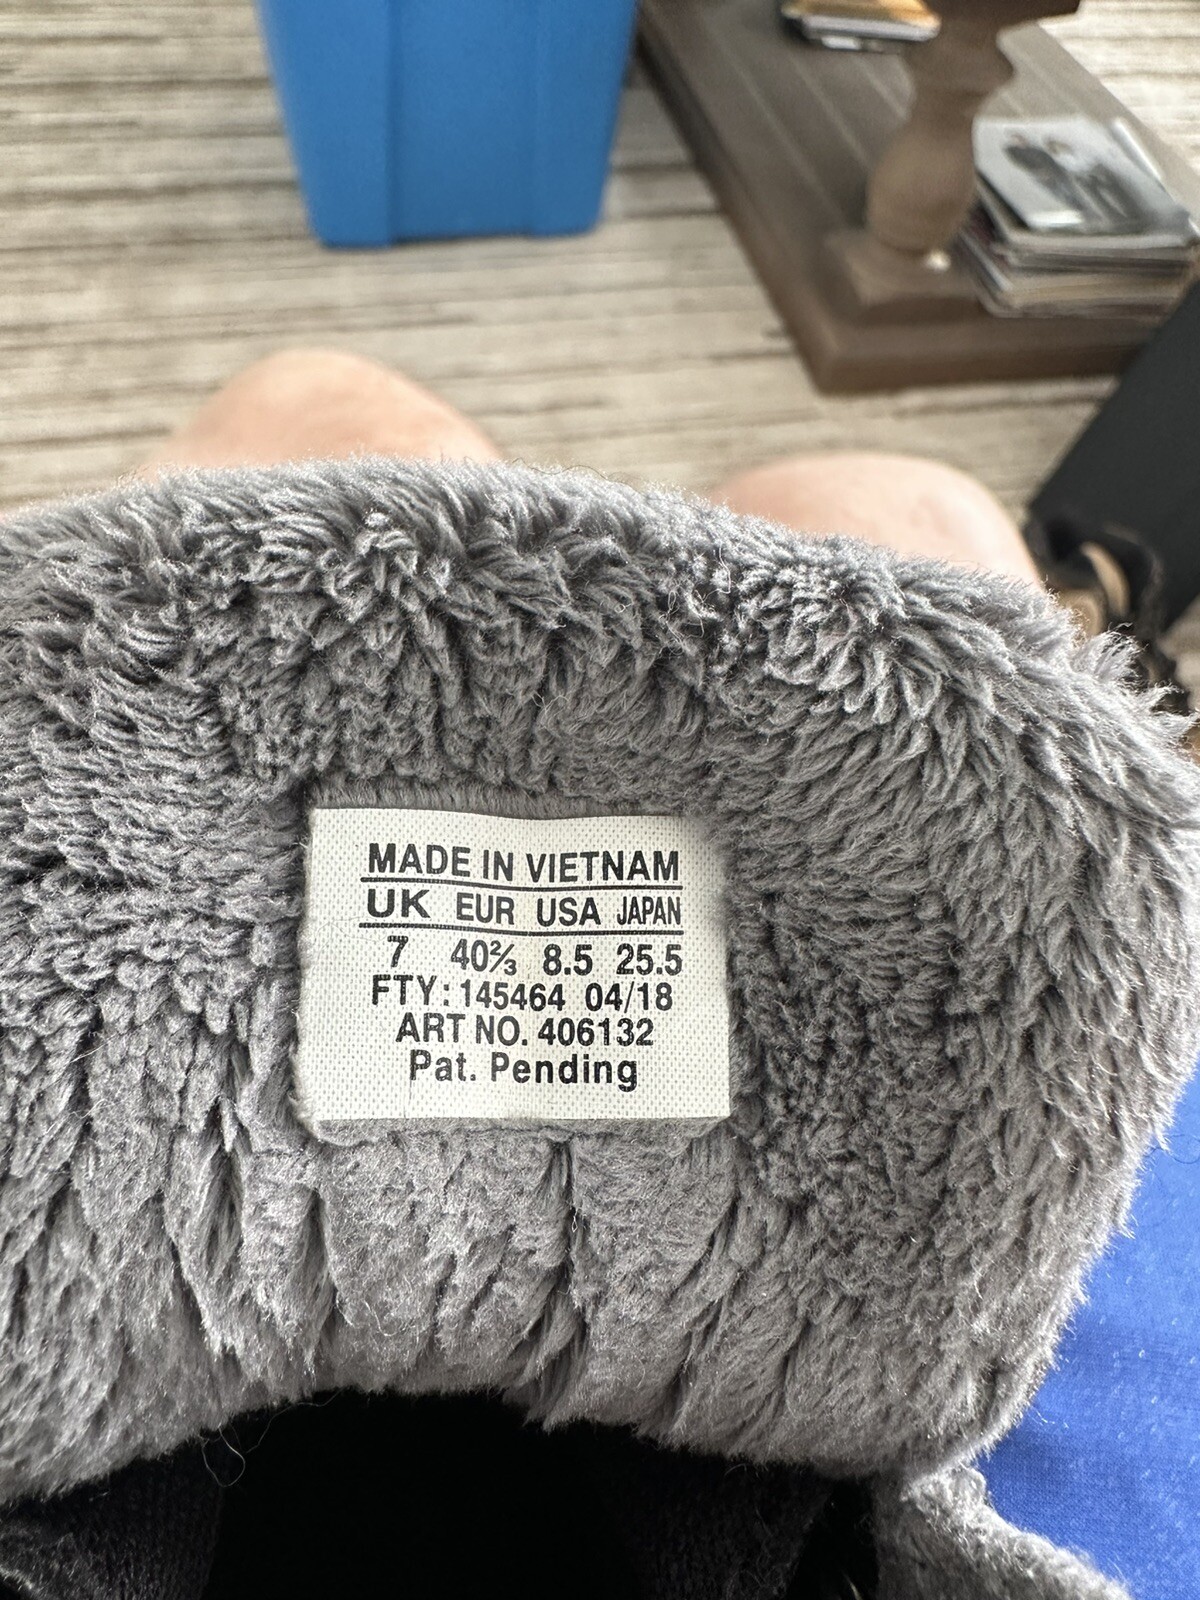 MADE IN VIETNAM
UK EUR USA JAPAN
7 40⅔ 8.5 25.5
FTY: 145464 04/18
ART NO. 406132
Pat. Pending